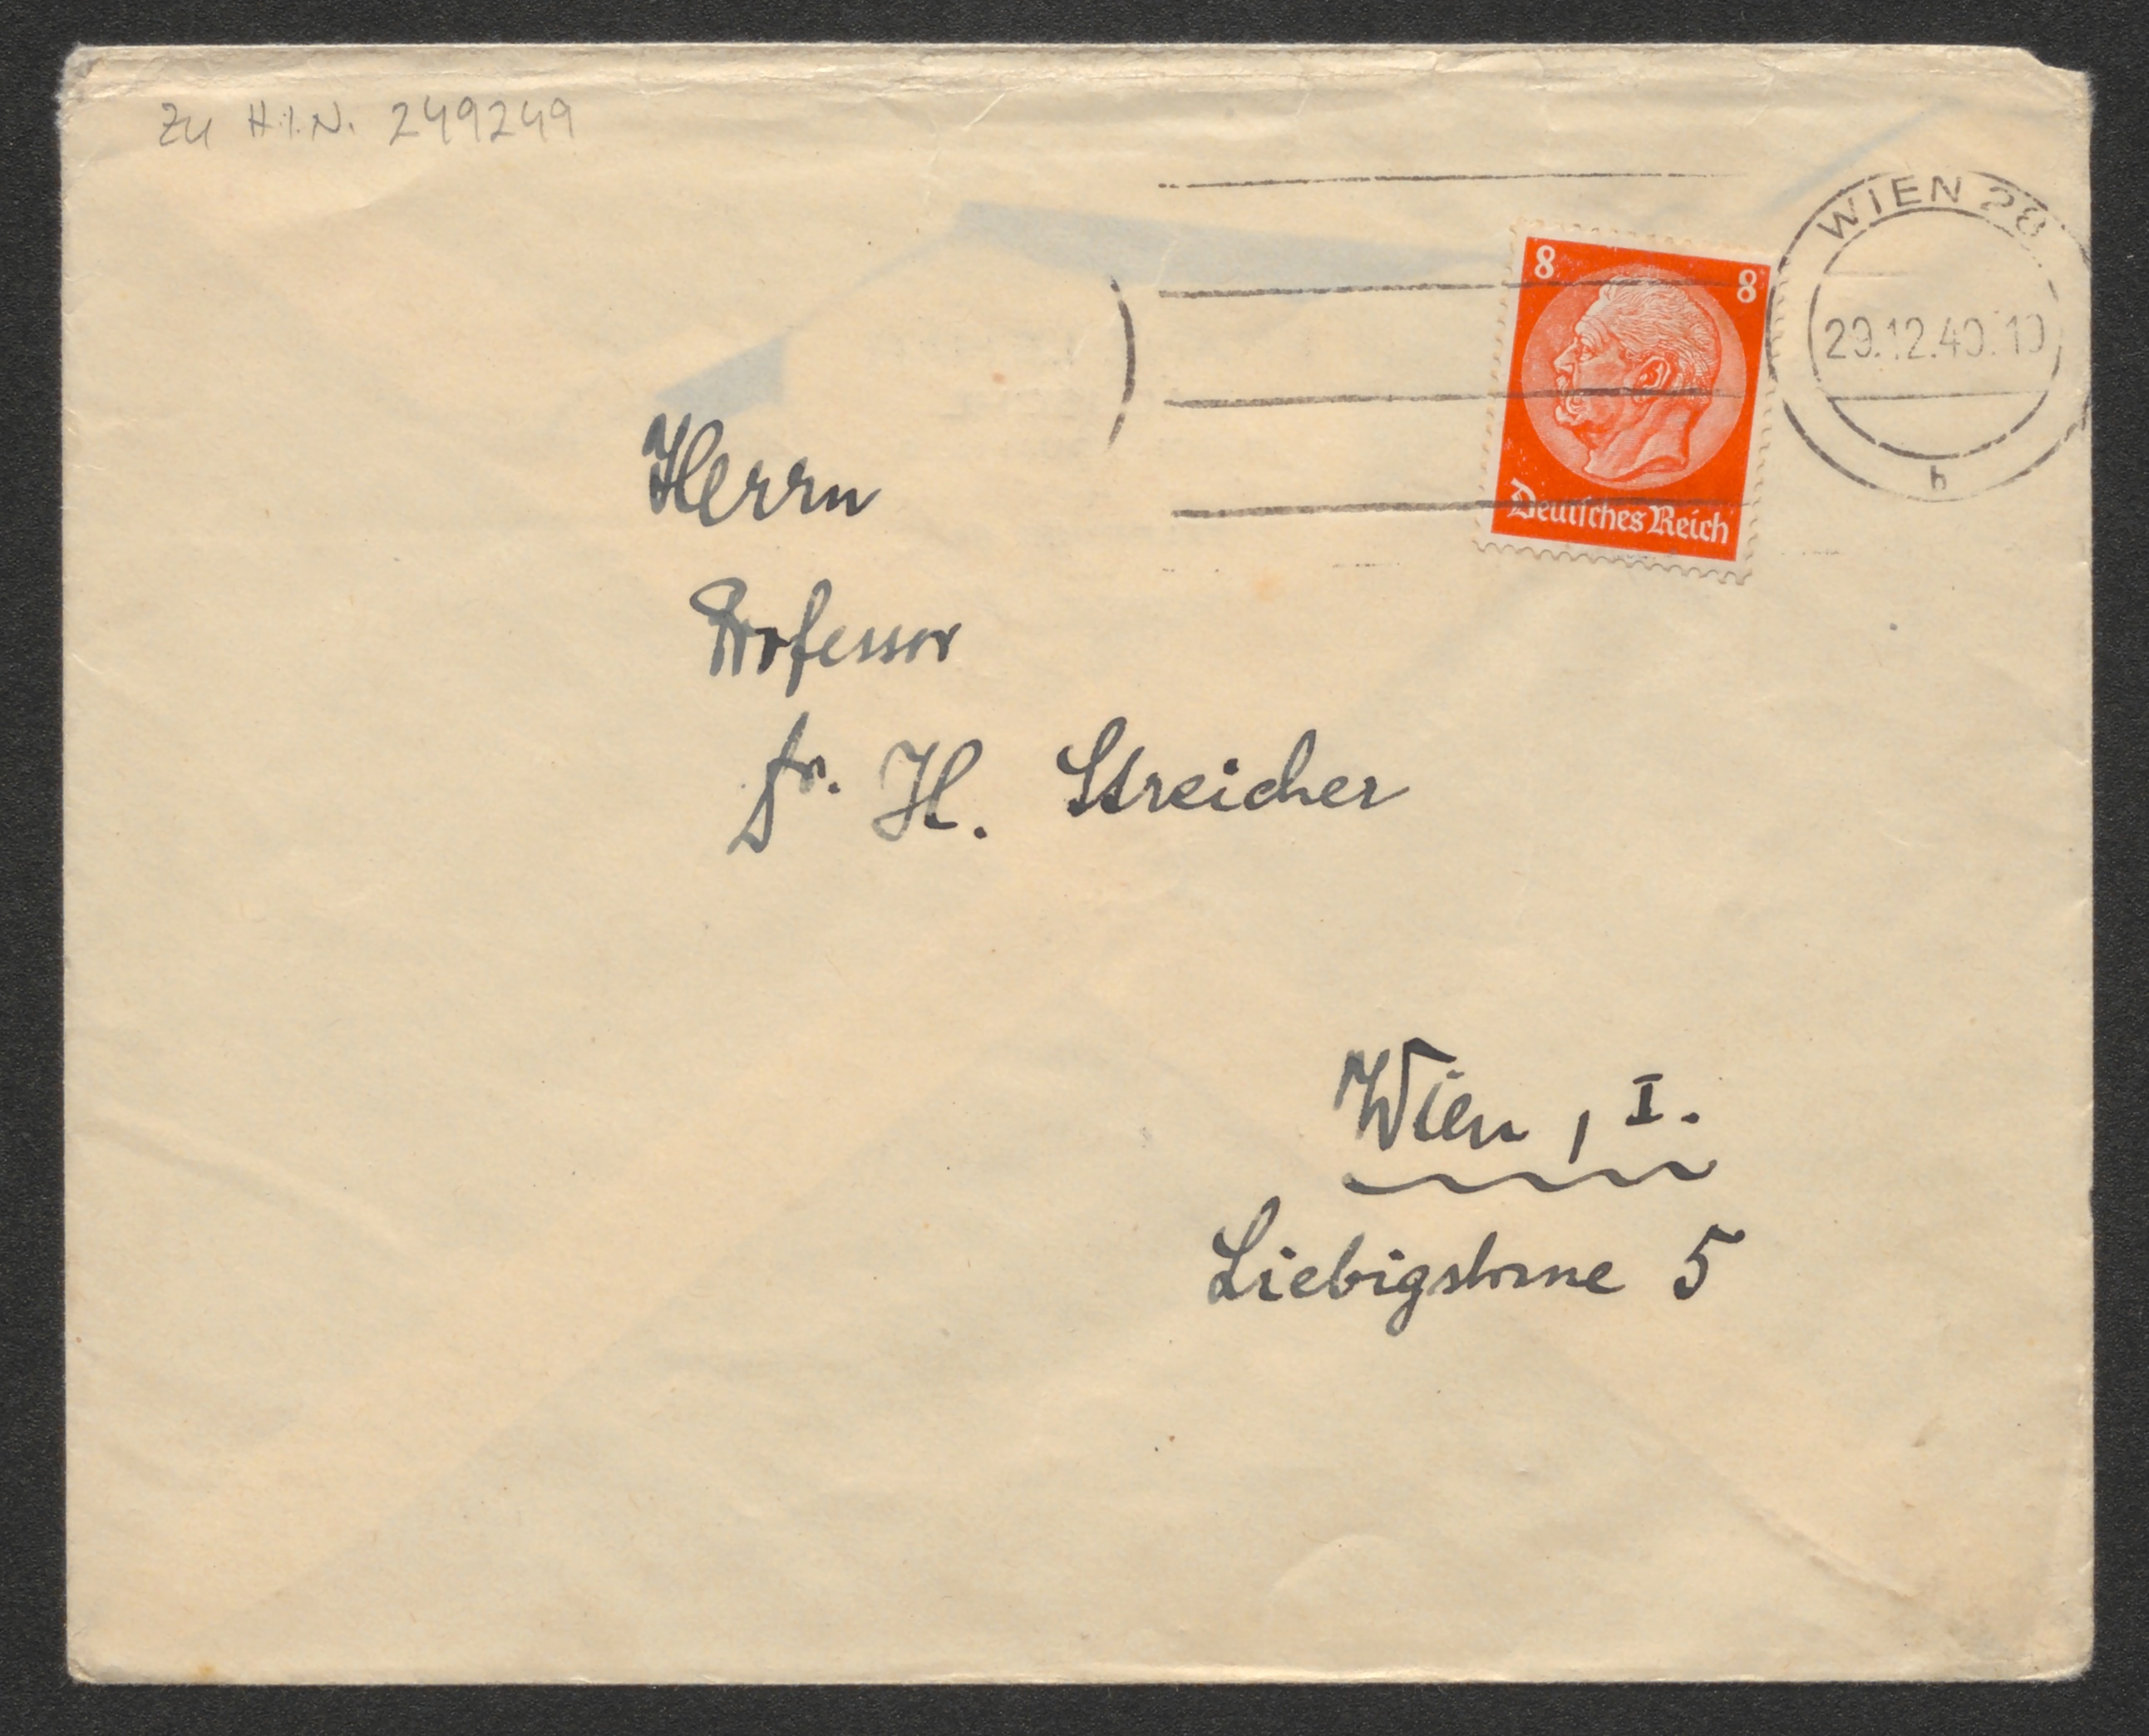 Zu H.I.N. 249249
WIEN 28
29.12.40.10
b
8 8
Deutsches Reich
Herrn
Professor
Dr. H. Streicher
Wien, I.
Liebigstrasse 5